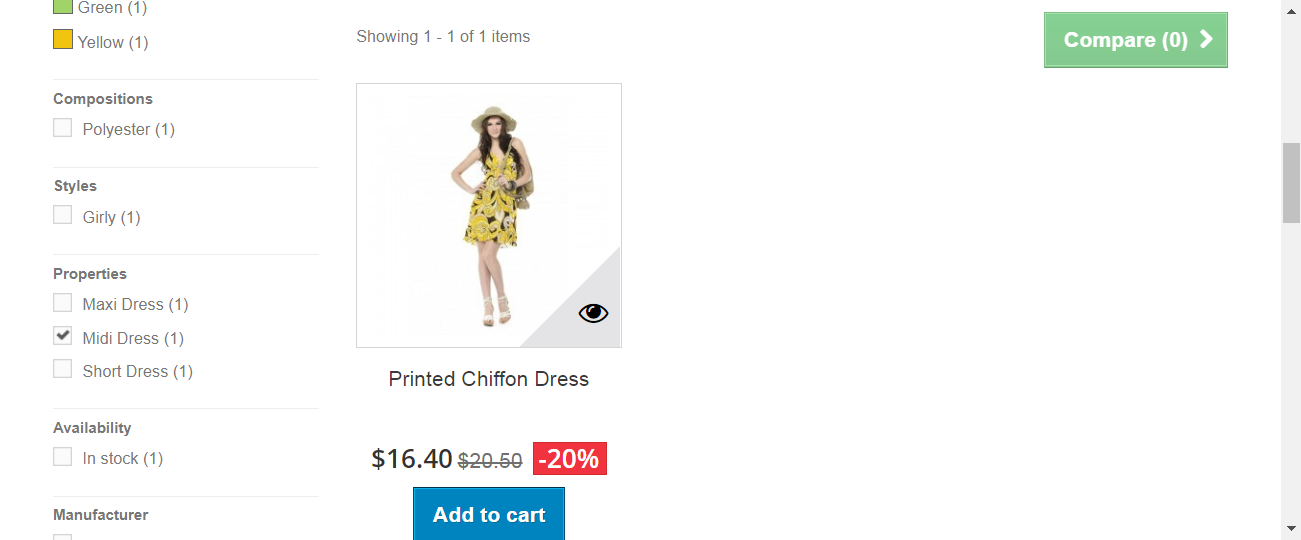 Green (1)
Yellow (1)
Compositions
Polyester (1)
Styles
Girly (1)
Properties
Maxi Dress (1)
Midi Dress (1)
Short Dress (1)
Availability
In stock (1)
Manufacturer
Showing 1 - 1 of 1 items
Compare (0)
Printed Chiffon Dress
$16.40 $20.50 -20%
Add to cart